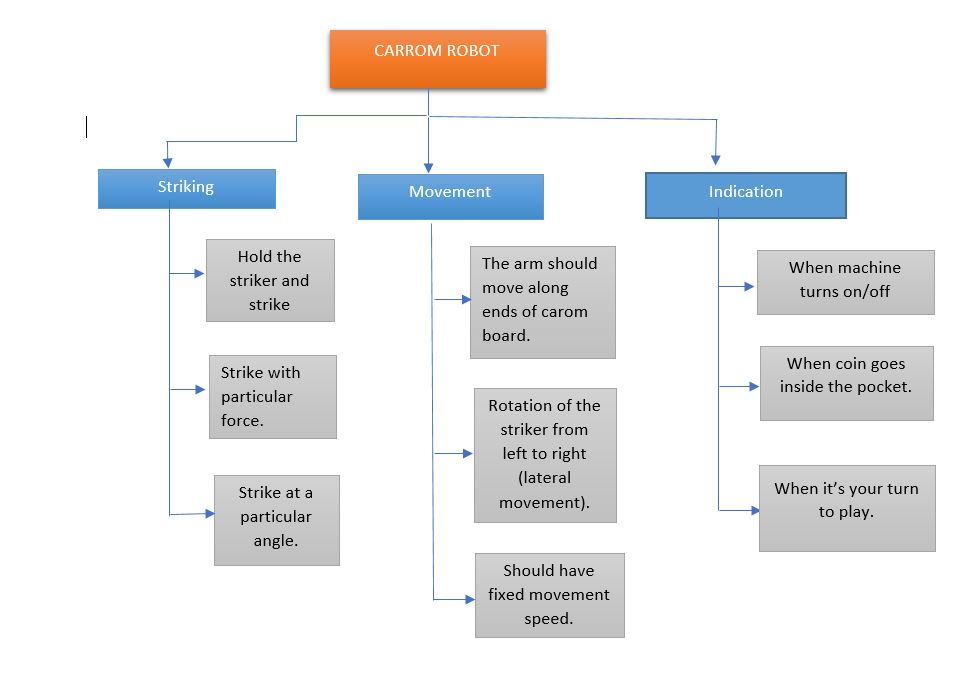 CARROM ROBOT
Striking
Hold the
striker and
strike
Strike with
particular
force.
Strike at a
particular
angle.
Movement
The arm should
move along
ends of carom
board.
Rotation of the
striker from
left to right
(lateral
movement).
Should have
fixed movement
speed.
Indication
When machine
turns on/off
When coin goes
inside the pocket.
When it’s your turn
to play.